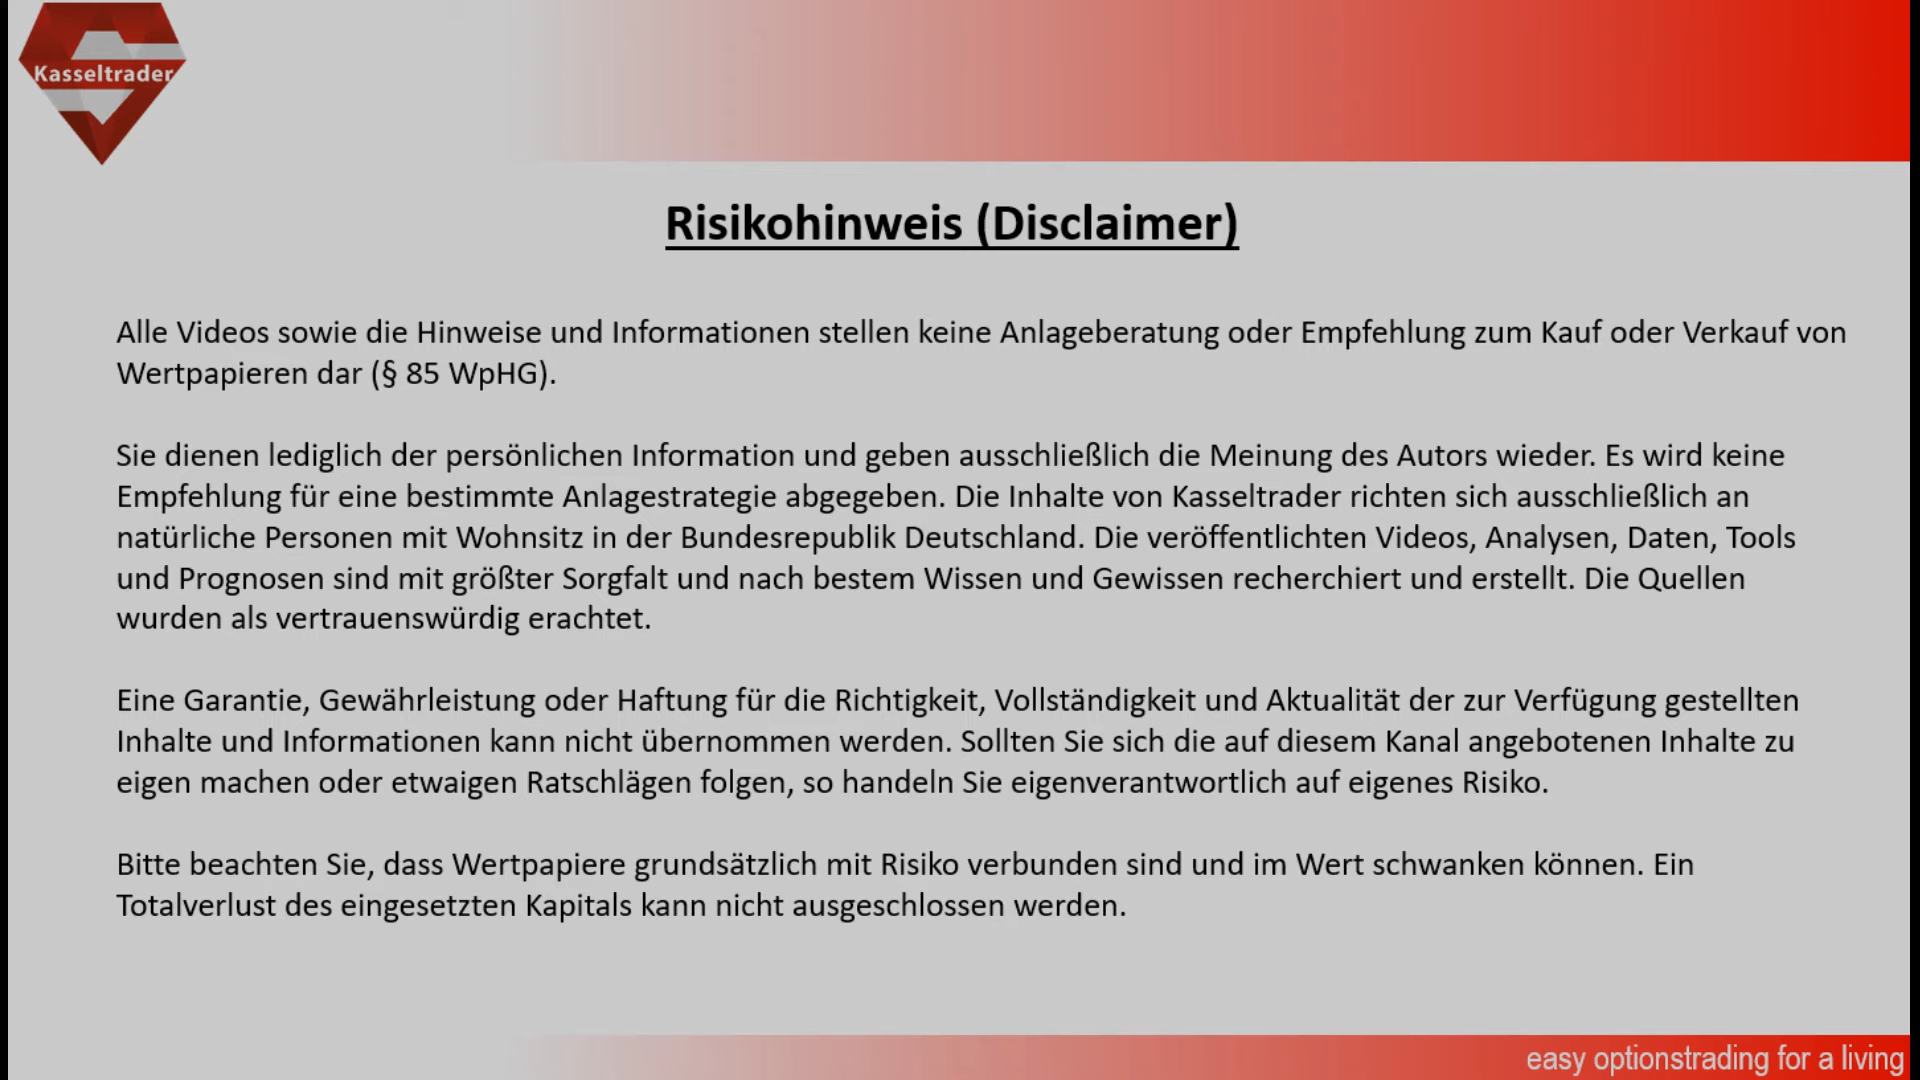 Kasseltrader
Risikohinweis (Disclaimer)
Alle Videos sowie die Hinweise und Informationen stellen keine Anlageberatung oder Empfehlung zum Kauf oder Verkauf von
Wertpapieren dar (§ 85 WpHG).
Sie dienen lediglich der persönlichen Information und geben ausschließlich die Meinung des Autors wieder. Es wird keine
Empfehlung für eine bestimmte Anlagestrategie abgegeben. Die Inhalte von Kasseltrader richten sich ausschließlich an
natürliche Personen mit Wohnsitz in der Bundesrepublik Deutschland. Die veröffentlichten Videos, Analysen, Daten, Tools
und Prognosen sind mit größter Sorgfalt und nach bestem Wissen und Gewissen recherchiert und erstellt. Die Quellen
wurden als vertrauenswürdig erachtet.
Eine Garantie, Gewährleistung oder Haftung für die Richtigkeit, Vollständigkeit und Aktualität der zur Verfügung gestellten
Inhalte und Informationen kann nicht übernommen werden. Sollten Sie sich die auf diesem Kanal angebotenen Inhalte zu
eigen machen oder etwaigen Ratschlägen folgen, so handeln Sie eigenverantwortlich auf eigenes Risiko.
Bitte beachten Sie, dass Wertpapiere grundsätzlich mit Risiko verbunden sind und im Wert schwanken können. Ein
Totalverlust des eingesetzten Kapitals kann nicht ausgeschlossen werden.
easy optionstrading for a living